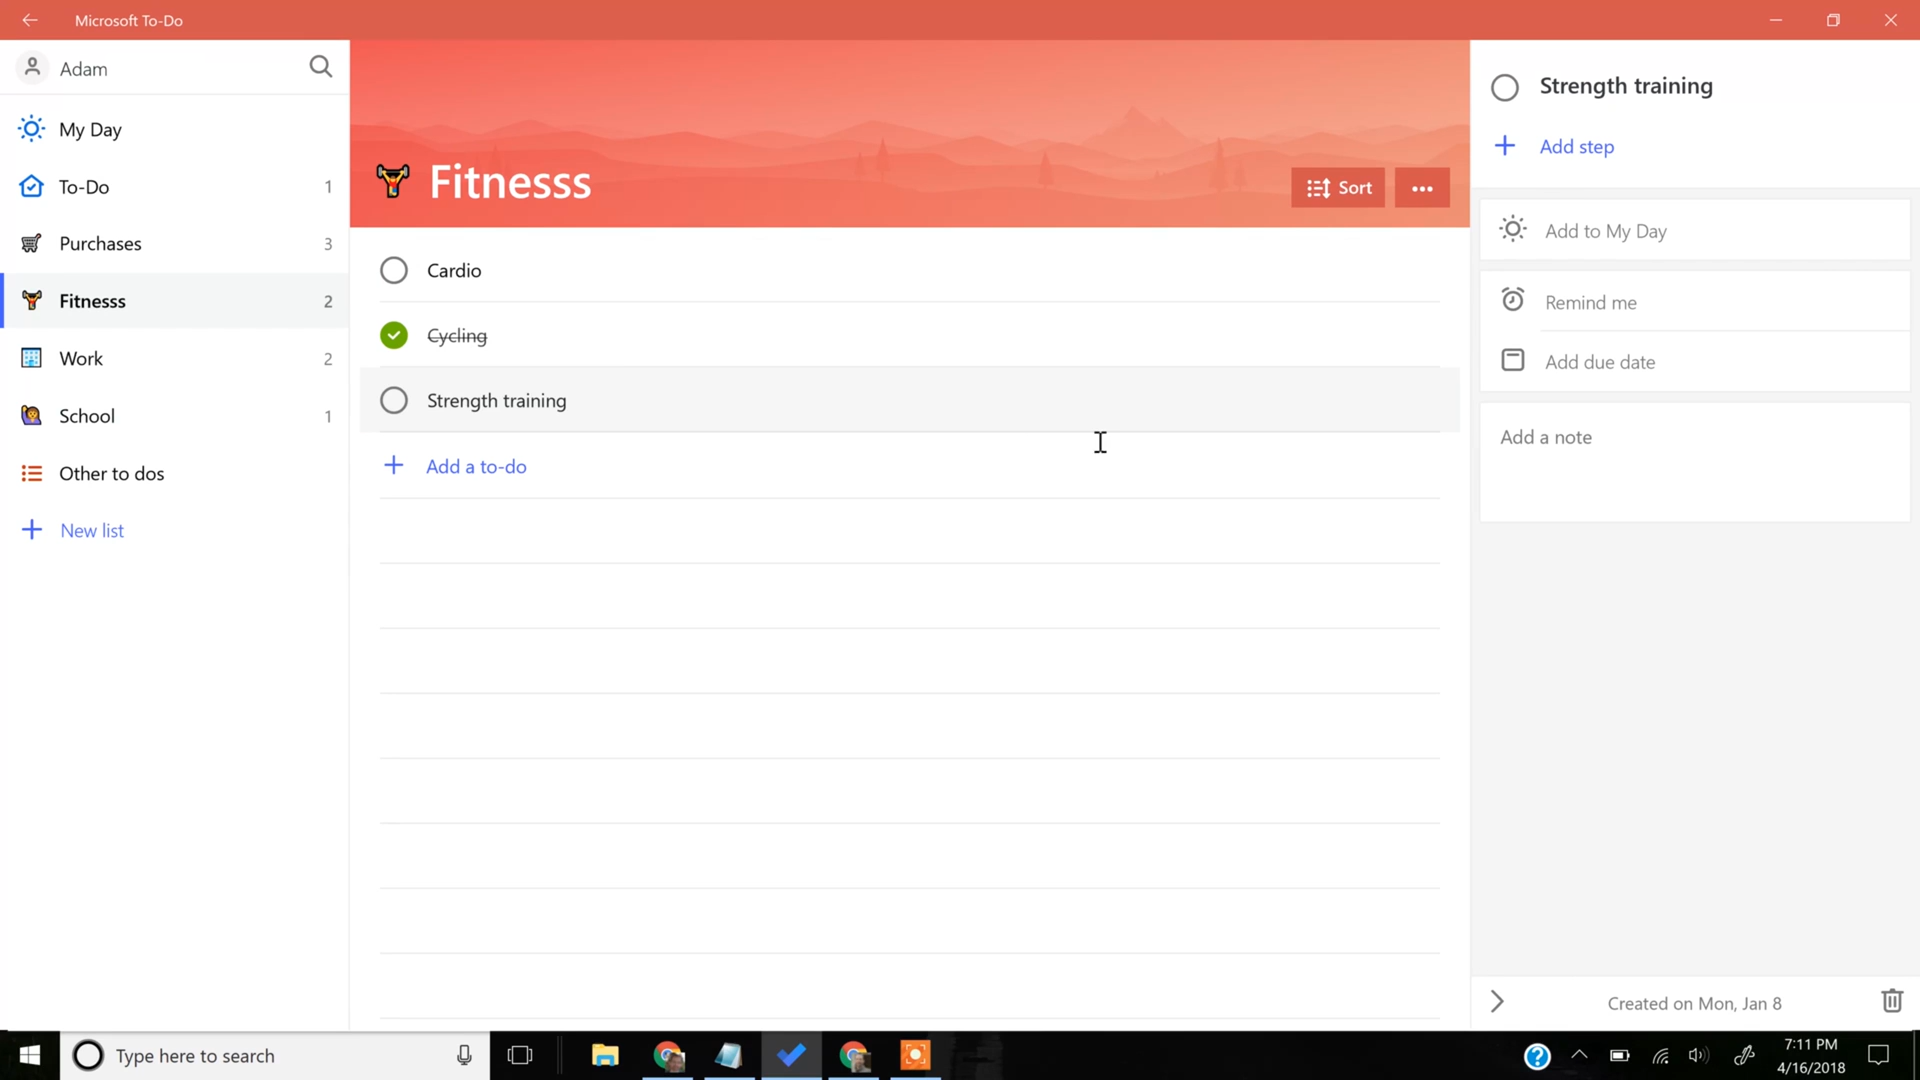 Microsoft To-Do
Adam
My Day
To-Do 1
Purchases 3
Fitnesss 2
Work 2
School 1
Other to dos
New list
Fitnesss
Sort
Cardio
Cycling
Strength training
Add a to-do
Strength training
Add step
Add to My Day
Remind me
Add due date
Add a note
Created on Mon, Jan 8
Type here to search
7:11 PM
4/16/2018